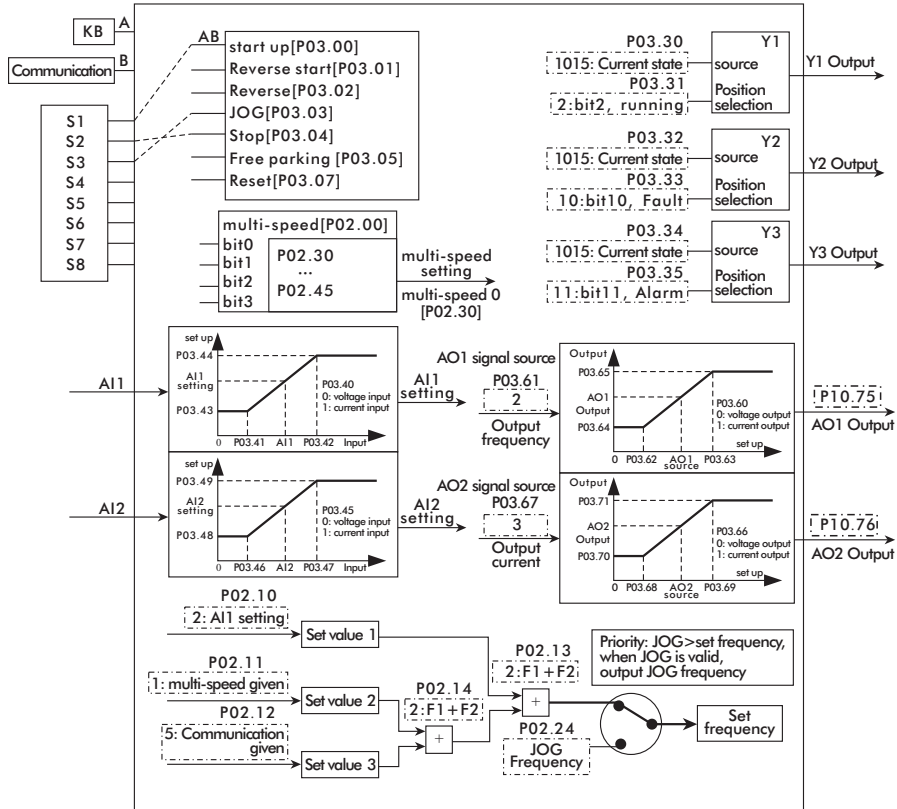 KB
A
Communication
B
S1
S2
S3
S4
S5
S6
S7
S8
AB
start up[P03.00]
Reverse start[P03.01]
Reverse[P03.02]
JOG[P03.03]
Stop[P03.04]
Free parking [P03.05]
Reset[P03.07]
multi-speed[P02.00]
bit0
bit1
bit2
bit3
P02.30
...
P02.45
multi-speed
setting
multi-speed 0
[P02.30]
P03.30
1015: Current state
P03.31
2:bit2, running
Y1
source
Position
selection
Y1 Output
P03.32
1015: Current state
P03.33
10:bit10, Fault
Y2
source
Position
selection
Y2 Output
P03.34
1015: Current state
P03.35
11:bit11, Alarm
Y3
source
Position
selection
Y3 Output
AI1
set up
P03.44
AI1
setting
P03.43
P03.40
0: voltage input
1: current input
0 P03.41 AI1 P03.42 Input
AI1
setting
AO1 signal source
P03.61
2
Output
frequency
Output
P03.65
AO1
Output
P03.64
P03.60
0: voltage output
1: current output
set up
0 P03.62 AO1 P03.63
source
P10.75
AO1 Output
AI2
set up
P03.49
AI2
setting
P03.48
P03.45
0: voltage input
1: current input
0 P03.46 AI2 P03.47 Input
AI2
setting
AO2 signal source
P03.67
3
Output
current
Output
P03.71
AO2
Output
P03.70
P03.66
0: voltage output
1: current output
set up
0 P03.68 AO2 P03.69
source
P10.76
AO2 Output
P02.10
2: AI1 setting
Set value 1
P02.11
1: multi-speed given
Set value 2
P02.12
5: Communication
given
Set value 3
P02.14
2:F1+F2
+
P02.13
2:F1+F2
+
P02.24
JOG
Frequency
Priority: JOG>set frequency,
when JOG is valid,
output JOG frequency
Set
frequency